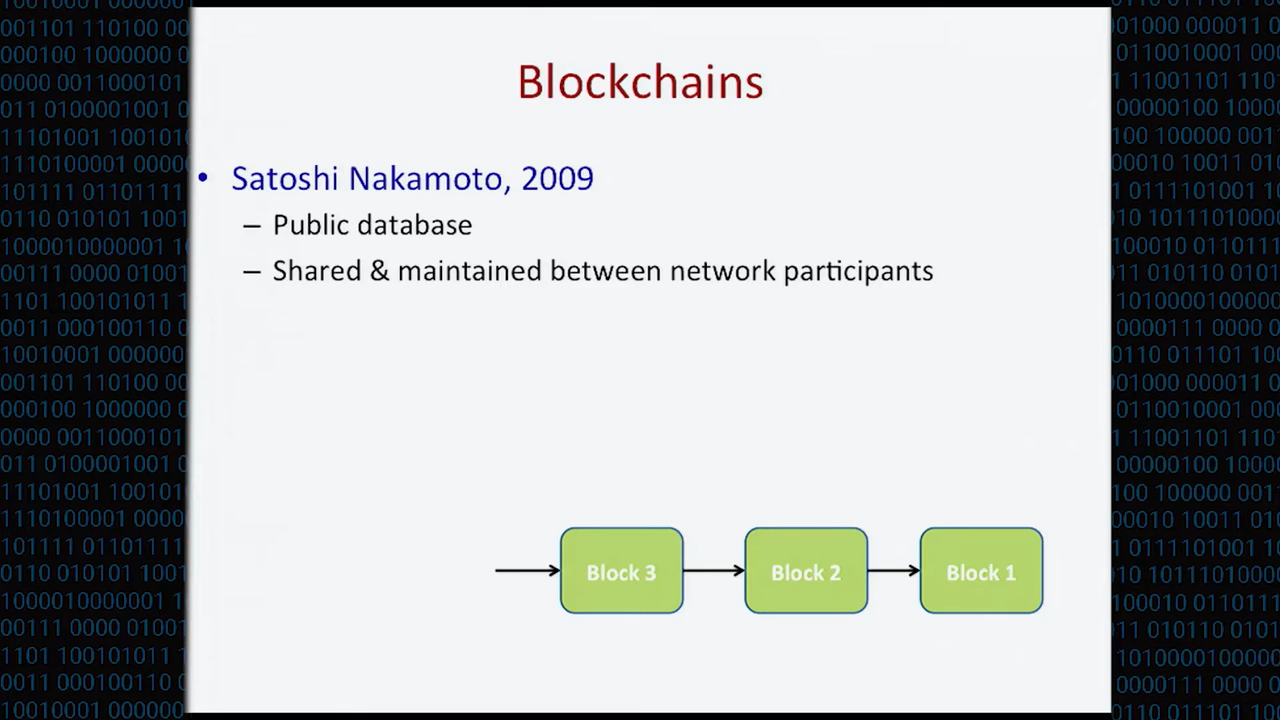 Blockchains
• Satoshi Nakamoto, 2009
– Public database
– Shared & maintained between network participants
Block 3
Block 2
Block 1